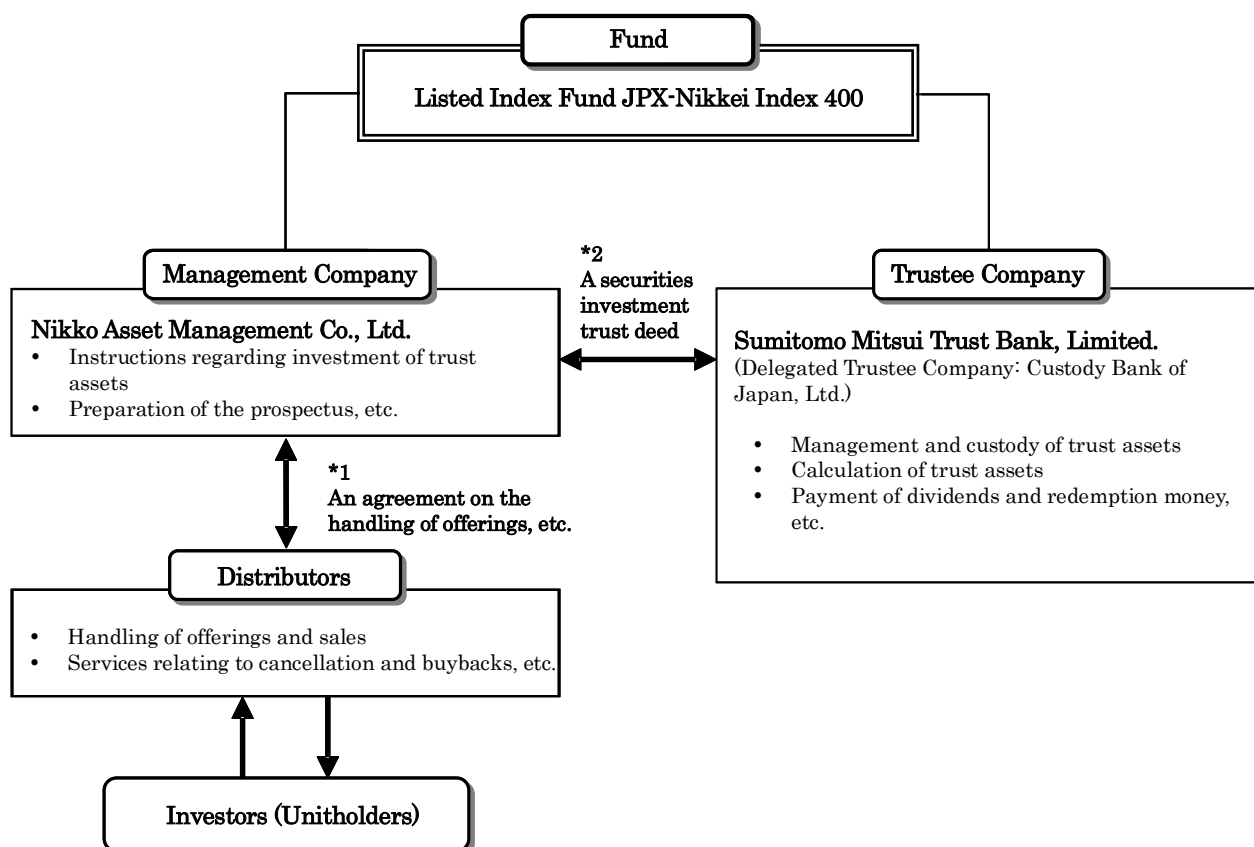 Fund
Listed Index Fund JPX-Nikkei Index 400
Management Company
Nikko Asset Management Co., Ltd.
• Instructions regarding investment of trust
assets
• Preparation of the prospectus, etc.
*2
A securities
investment
trust deed
Trustee Company
Sumitomo Mitsui Trust Bank, Limited.
(Delegated Trustee Company: Custody Bank of
Japan, Ltd.)
• Management and custody of trust assets
• Calculation of trust assets
• Payment of dividends and redemption money,
etc.
*1
An agreement on the
handling of offerings, etc.
Distributors
• Handling of offerings and sales
• Services relating to cancellation and buybacks, etc.
Investors (Unitholders)